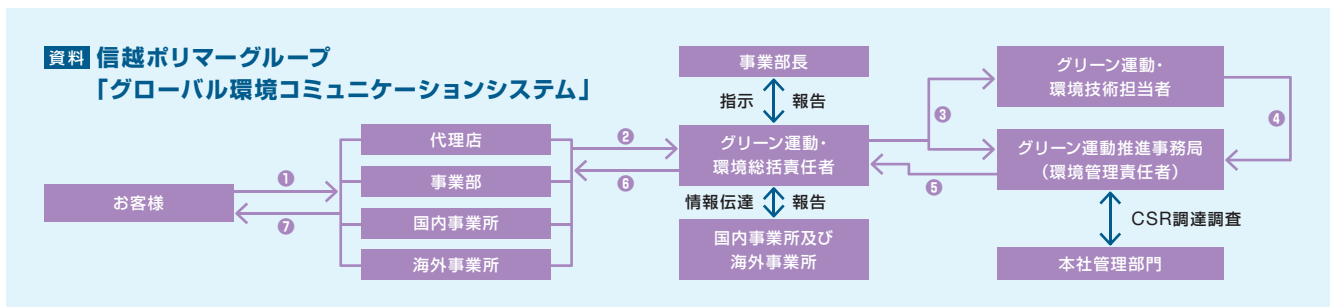 資料 信越ポリマーグループ
「グローバル環境コミュニケーションシステム」
お客様
❶
❼
代理店
事業部
国内事業所
海外事業所
❷
❻
事業部長
指示 報告
グリーン運動・
環境総括責任者
情報伝達 報告
国内事業所及び
海外事業所
❸
❺
グリーン運動・
環境技術担当者
❹
グリーン運動推進事務局
（環境管理責任者）
CSR調達調査
本社管理部門